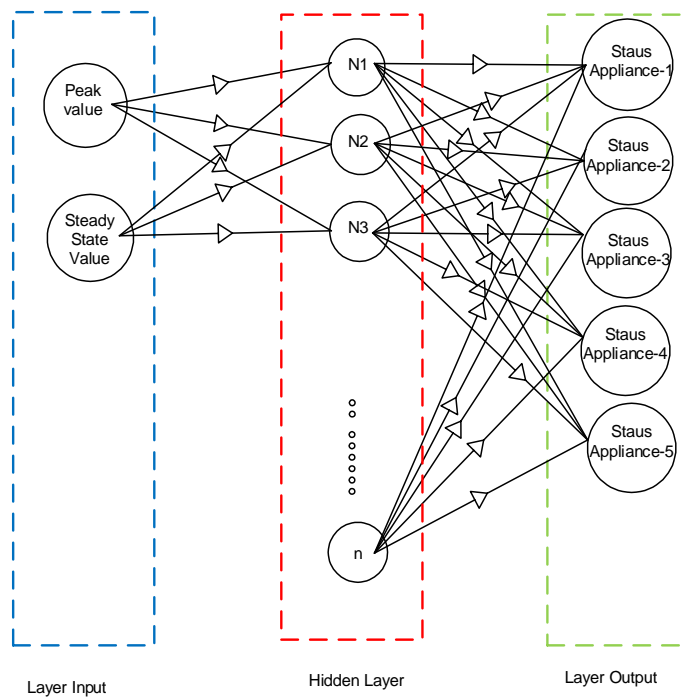 Peak
value
Steady
State
Value
N1
N2
N3
n
Staus
Appliance-1
Staus
Appliance-2
Staus
Appliance-3
Staus
Appliance-4
Staus
Appliance-5
Layer Input
Hidden Layer
Layer Output